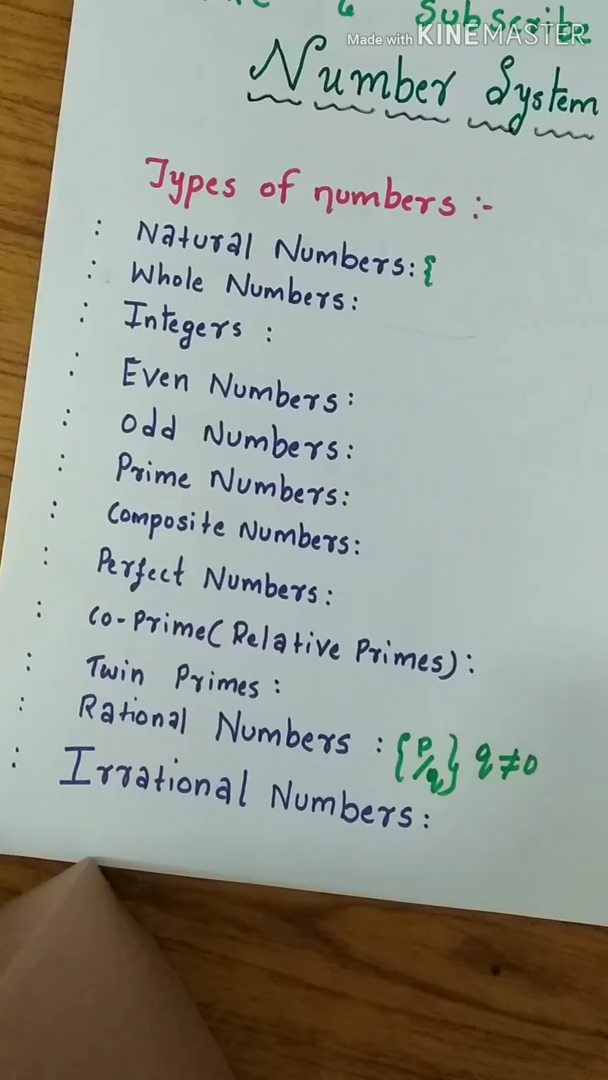 & Subscribe
Made with KINEMASTER
Number System
Types of numbers :-
: Natural Numbers: {
: Whole Numbers:
: Integers :
: Even Numbers:
: Odd Numbers:
: Prime Numbers:
: Composite Numbers:
: Perfect Numbers:
: Co-Prime( Relative Primes) :
: Twin Primes :
: Rational Numbers : {P/q} q≠0
: Irrational Numbers: